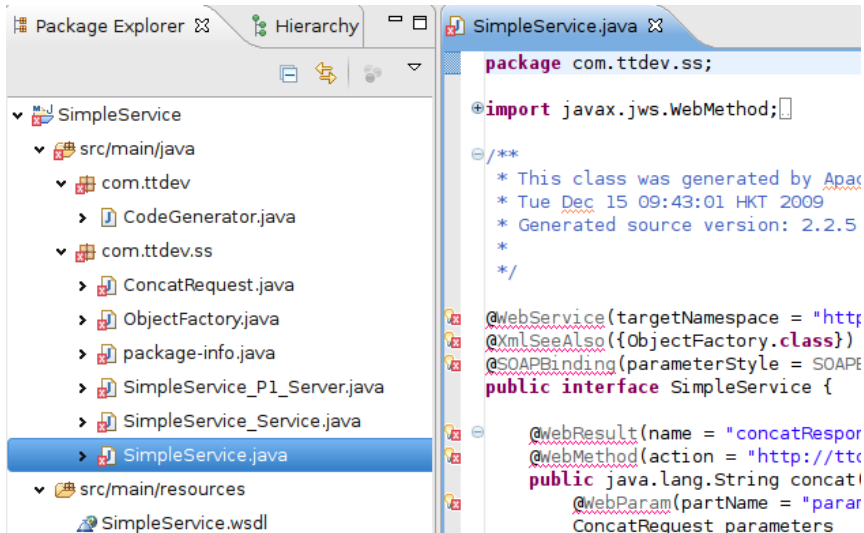 Package Explorer
Hierarchy
SimpleService
src/main/java
com.ttdev
CodeGenerator.java
com.ttdev.ss
ConcatRequest.java
ObjectFactory.java
package-info.java
SimpleService_P1_Server.java
SimpleService_Service.java
SimpleService.java
src/main/resources
SimpleService.wsdl
SimpleService.java
package com.ttdev.ss;
import javax.jws.WebMethod;
/**
* This class was generated by Apac
* Tue Dec 15 09:43:01 HKT 2009
* Generated source version: 2.2.5
*
*/
@WebService(targetNamespace = "http
@XmlSeeAlso({ObjectFactory.class})
@SOAPBinding(parameterStyle = SOAPB
public interface SimpleService {
@WebResult(name = "concatRespon
@WebMethod(action = "http://ttd
public java.lang.String concat(
@WebParam(partName = "param
ConcatRequest parameters